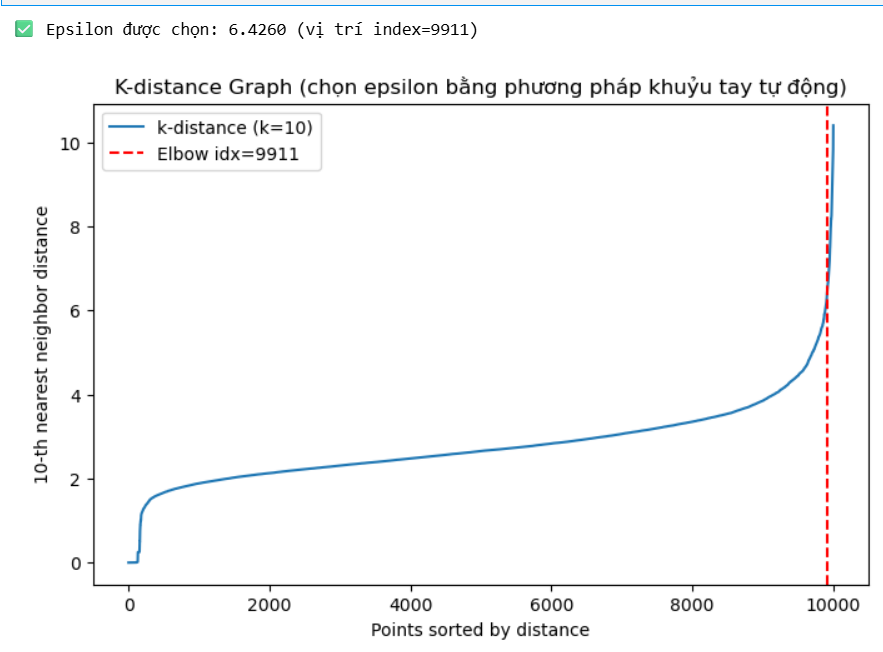 ✅ Epsilon được chọn: 6.4260 (vị trí index=9911)
K-distance Graph (chọn epsilon bằng phương pháp khuỷu tay tự động)
k-distance (k=10)
Elbow idx=9911
10-th nearest neighbor distance
10
8
6
4
2
0
0 2000 4000 6000 8000 10000
Points sorted by distance